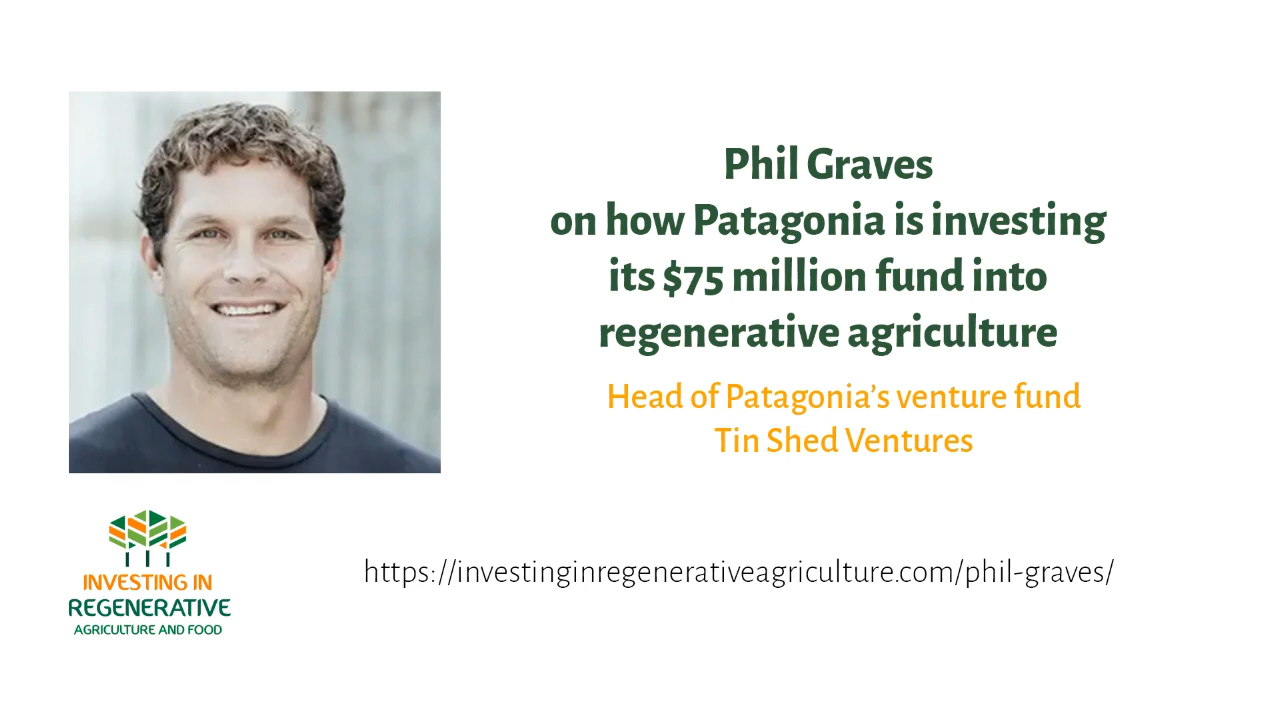 Phil Graves
on how Patagonia is investing
its $75 million fund into
regenerative agriculture
Head of Patagonia’s venture fund
Tin Shed Ventures
INVESTING IN
REGENERATIVE
AGRICULTURE AND FOOD
https://investinginregenerativeagriculture.com/phil-graves/